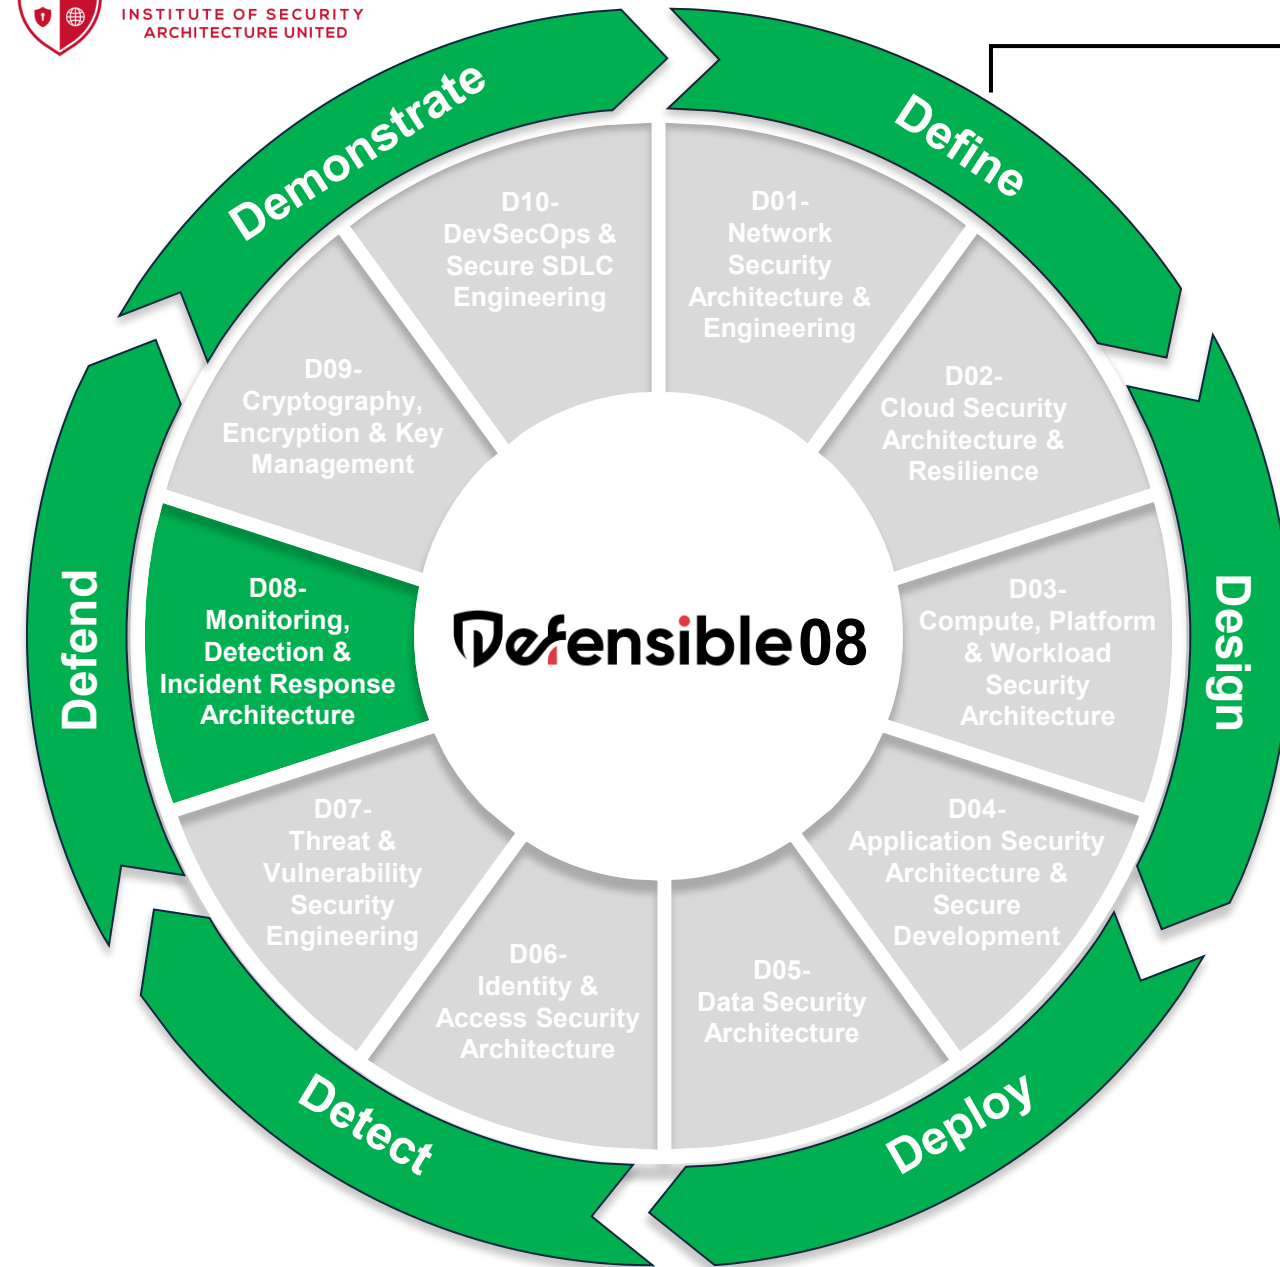 INSTITUTE OF SECURITY
ARCHITECTURE UNITED
Demonstrate
Define
Design
Deploy
Detect
Defend
D10-
DevSecOps &
Secure SDLC
Engineering
D01-
Network
Security
Architecture &
Engineering
D02-
Cloud Security
Architecture &
Resilience
D03-
Compute, Platform
& Workload
Security
Architecture
D04-
Application Security
Architecture &
Secure
Development
D05-
Data Security
Architecture
D06-
Identity &
Access Security
Architecture
D07-
Threat &
Vulnerability
Security
Engineering
D08-
Monitoring,
Detection &
Incident Response
Architecture
D09-
Cryptography,
Encryption & Key
Management
Defensible 08